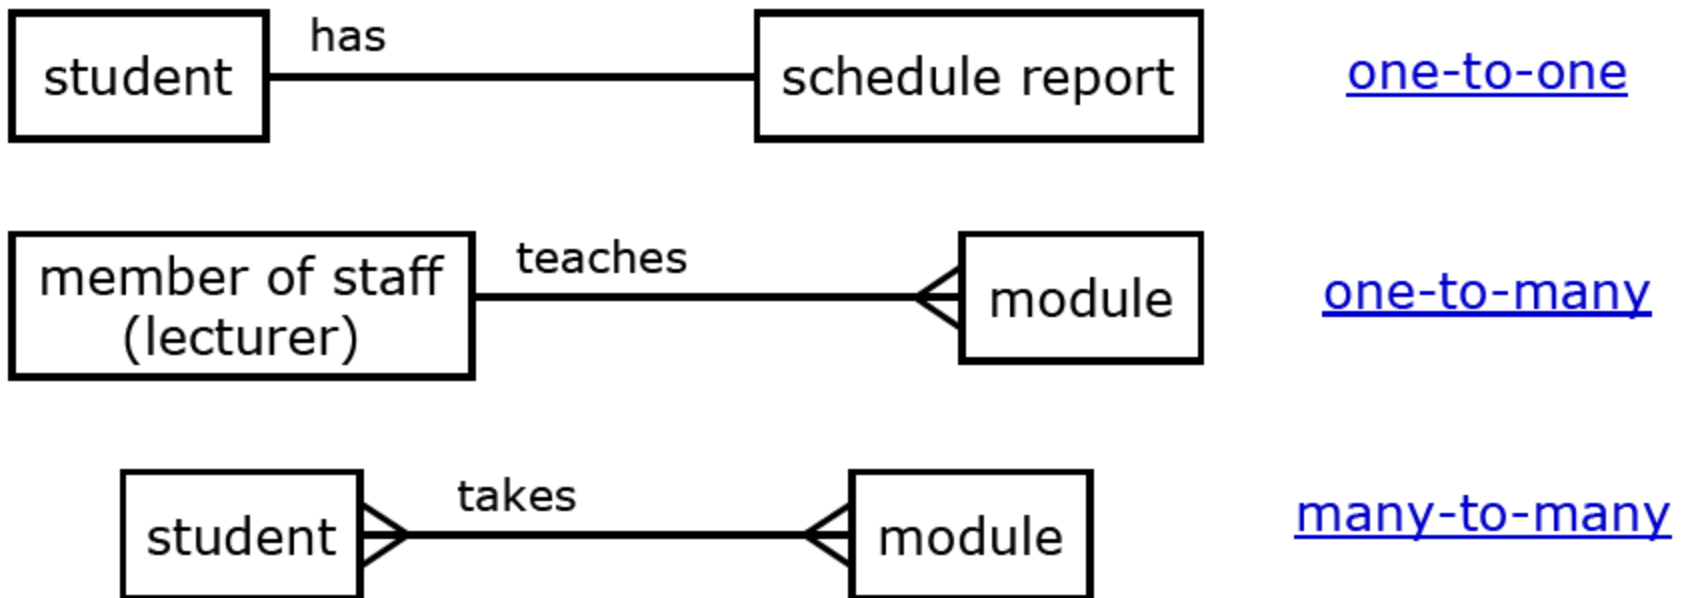 has
student
schedule report
one-to-one
teaches
member of staff
(lecturer)
module
one-to-many
takes
student
module
many-to-many